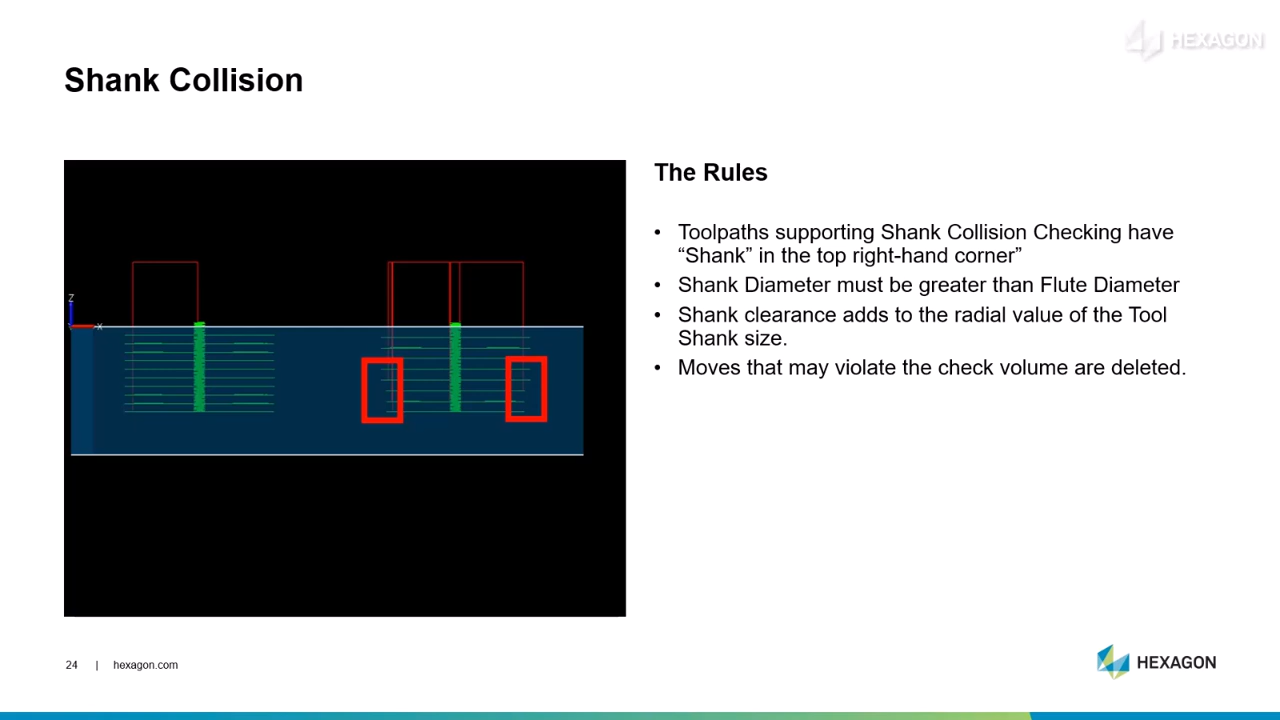 HEXAGON
Shank Collision
The Rules
• Toolpaths supporting Shank Collision Checking have
“Shank” in the top right-hand corner”
• Shank Diameter must be greater than Flute Diameter
• Shank clearance adds to the radial value of the Tool
Shank size.
• Moves that may violate the check volume are deleted.
Z
X
24 | hexagon.com
HEXAGON